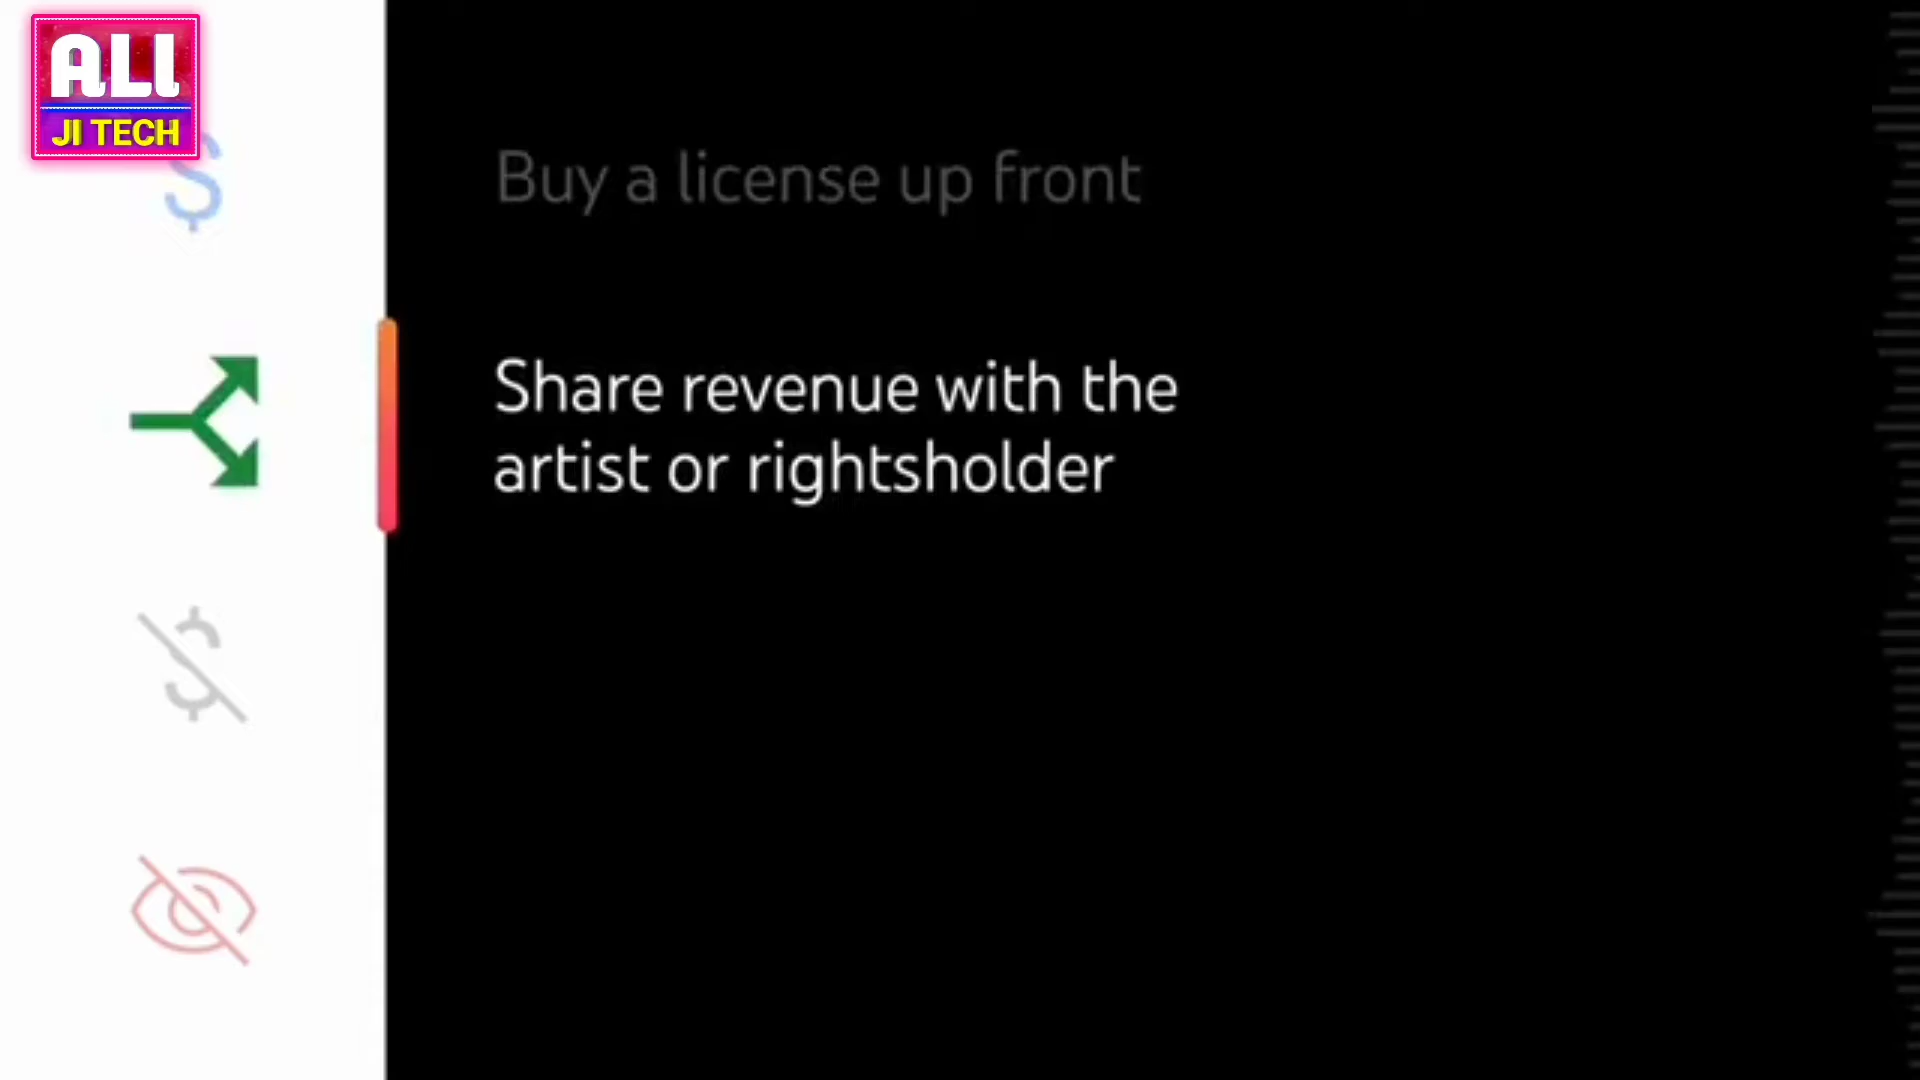 ALL
JI TECH
Buy a license up front
Share revenue with the
artist or rightsholder